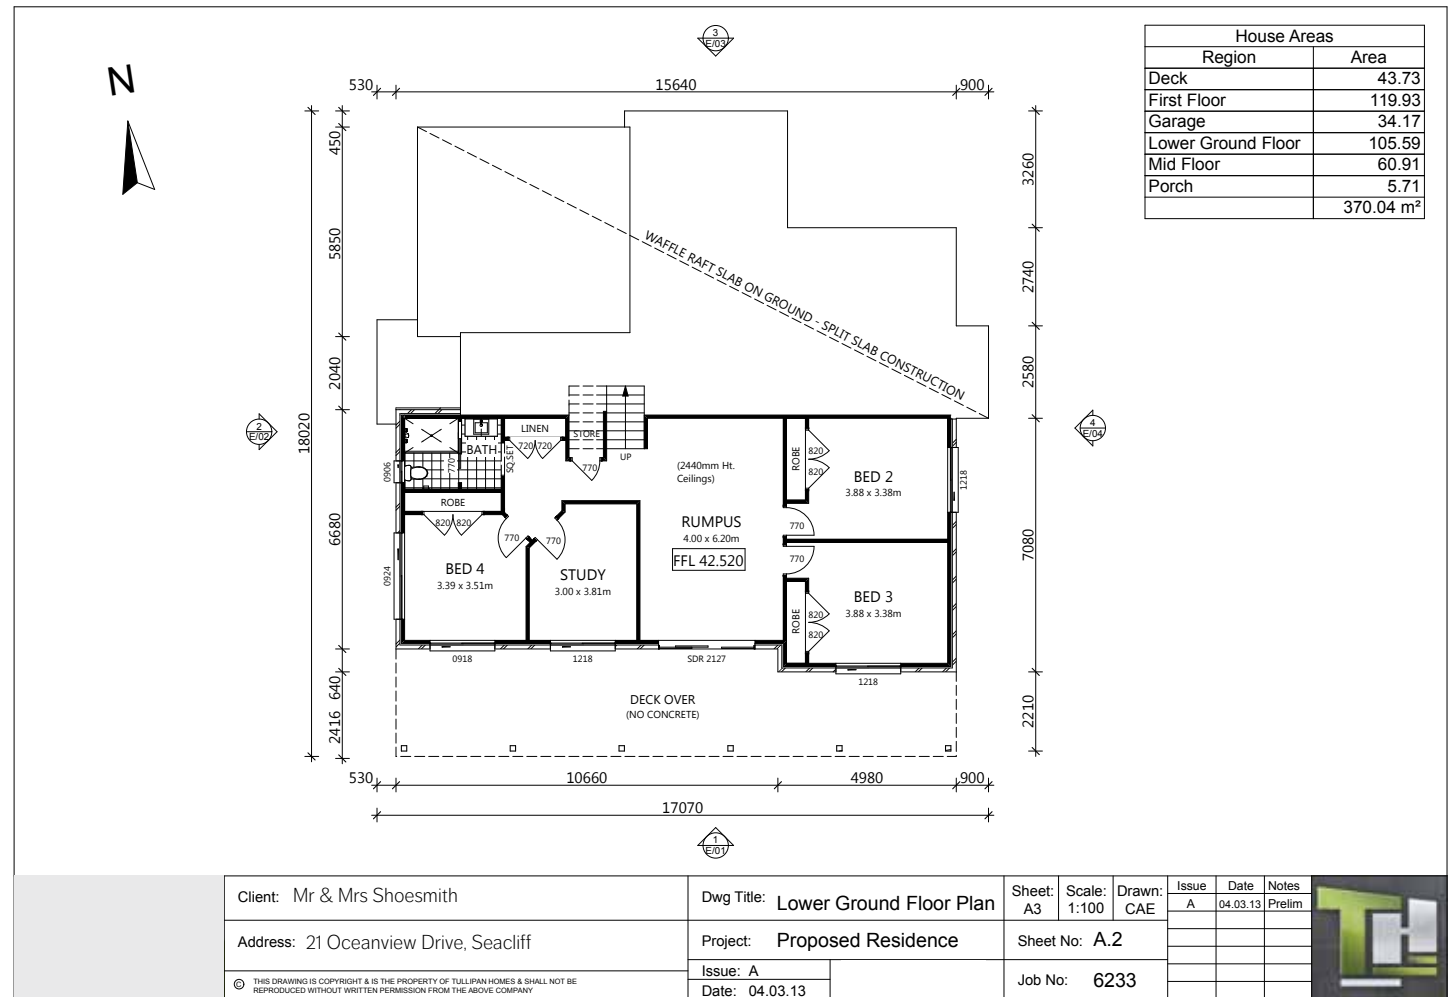 3
E/03
House Areas
Region Area
Deck 43.73
First Floor 119.93
Garage 34.17
Lower Ground Floor 105.59
Mid Floor 60.91
Porch 5.71
370.04 m²
N
530 15640 900
450
5850
2040
18020
6680
640
2416
3260
2740
2580
7080
2210
WAFFLE RAFT SLAB ON GROUND - SPLIT SLAB CONSTRUCTION
2
E/02
4
E/04
LINEN
720 720
STORE
770
UP
BATH
770
SQ.SET
0906
ROBE
820 820
770
770
BED 4
3.39 x 3.51m
0924
STUDY
3.00 x 3.81m
(2440mm Ht.
Ceilings)
RUMPUS
4.00 x 6.20m
FFL 42.520
ROBE
820
820
BED 2
3.88 x 3.38m
1218
770
770
BED 3
3.88 x 3.38m
ROBE
820
820
0918
1218
SDR 2127
1218
DECK OVER
(NO CONCRETE)
530 10660 4980 900
17070
1
E/01
Client: Mr & Mrs Shoesmith
Address: 21 Oceanview Drive, Seacliff
© THIS DRAWING IS COPYRIGHT & IS THE PROPERTY OF TULLIPAN HOMES & SHALL NOT BE
REPRODUCED WITHOUT WRITTEN PERMISSION FROM THE ABOVE COMPANY
Dwg Title: Lower Ground Floor Plan
Project: Proposed Residence
Issue: A
Date: 04.03.13
Sheet: A3
Scale: 1:100
Drawn: CAE
Sheet No: A.2
Job No: 6233
Issue Date Notes
A 04.03.13 Prelim